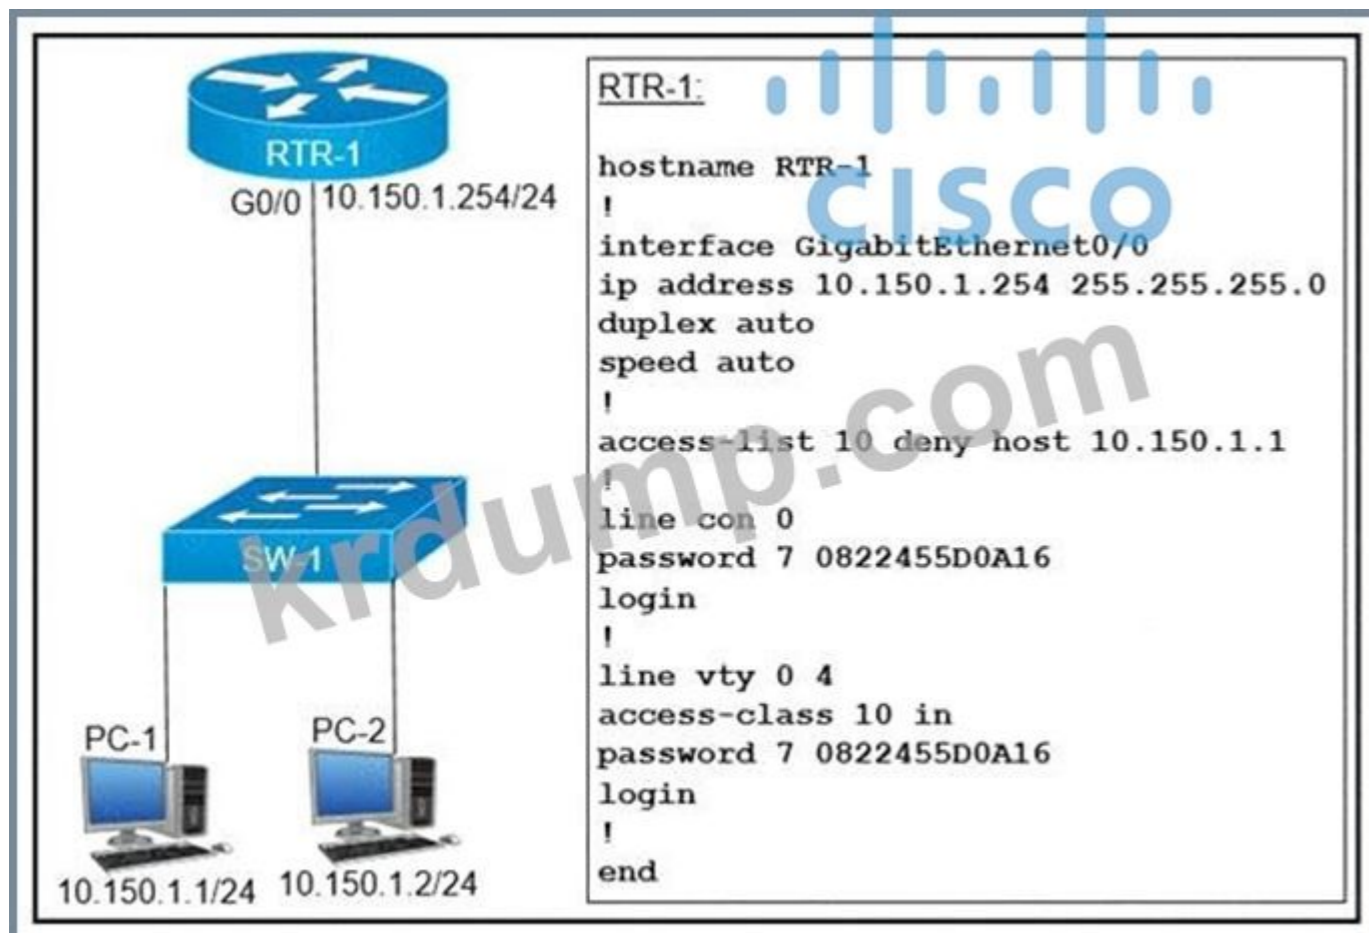 CISCO
RTR-1
G0/0 10.150.1.254/24
SW-1
PC-1
PC-2
10.150.1.1/24
10.150.1.2/24
RTR-1:
hostname RTR-1
!
interface GigabitEthernet0/0
ip address 10.150.1.254 255.255.255.0
duplex auto
speed auto
!
access-list 10 deny host 10.150.1.1
!
line con 0
password 7 0822455D0A16
login
!
line vty 0 4
access-class 10 in
password 7 0822455D0A16
login
!
end
krdump.com